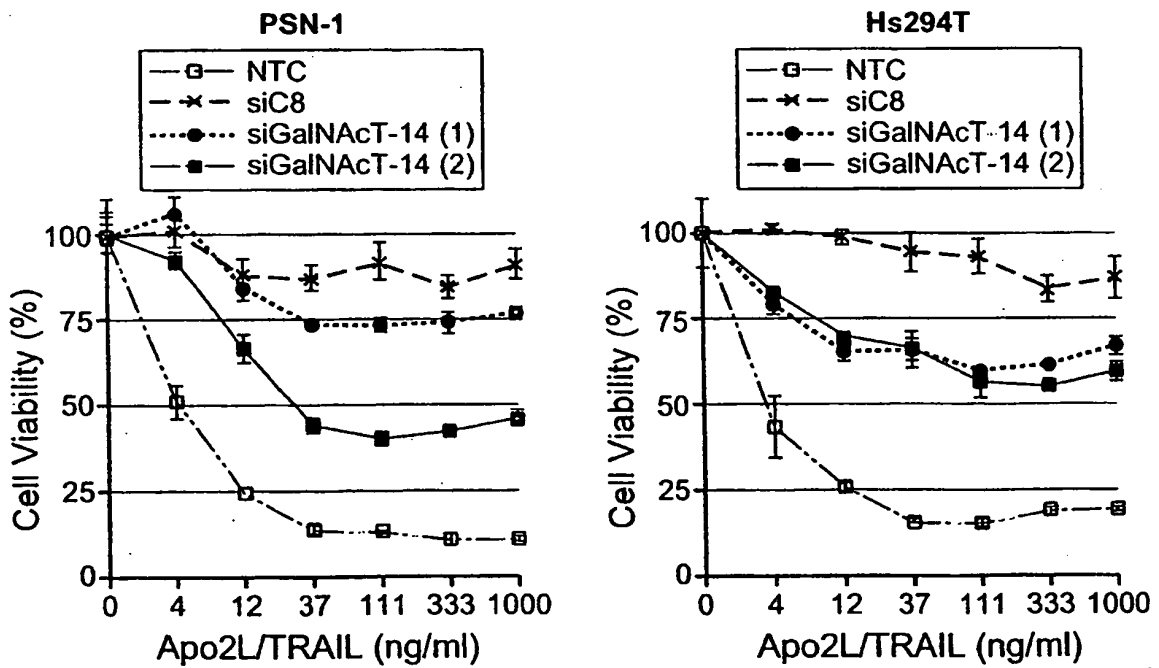 PSN-1
NTC
siC8
siGalNAcT-14 (1)
siGalNAcT-14 (2)
100
75
50
25
0
Cell Viability (%)
0 4 12 37 111 333 1000
Apo2L/TRAIL (ng/ml)
Hs294T
NTC
siC8
siGalNAcT-14 (1)
siGalNAcT-14 (2)
100
75
50
25
0
Cell Viability (%)
0 4 12 37 111 333 1000
Apo2L/TRAIL (ng/ml)